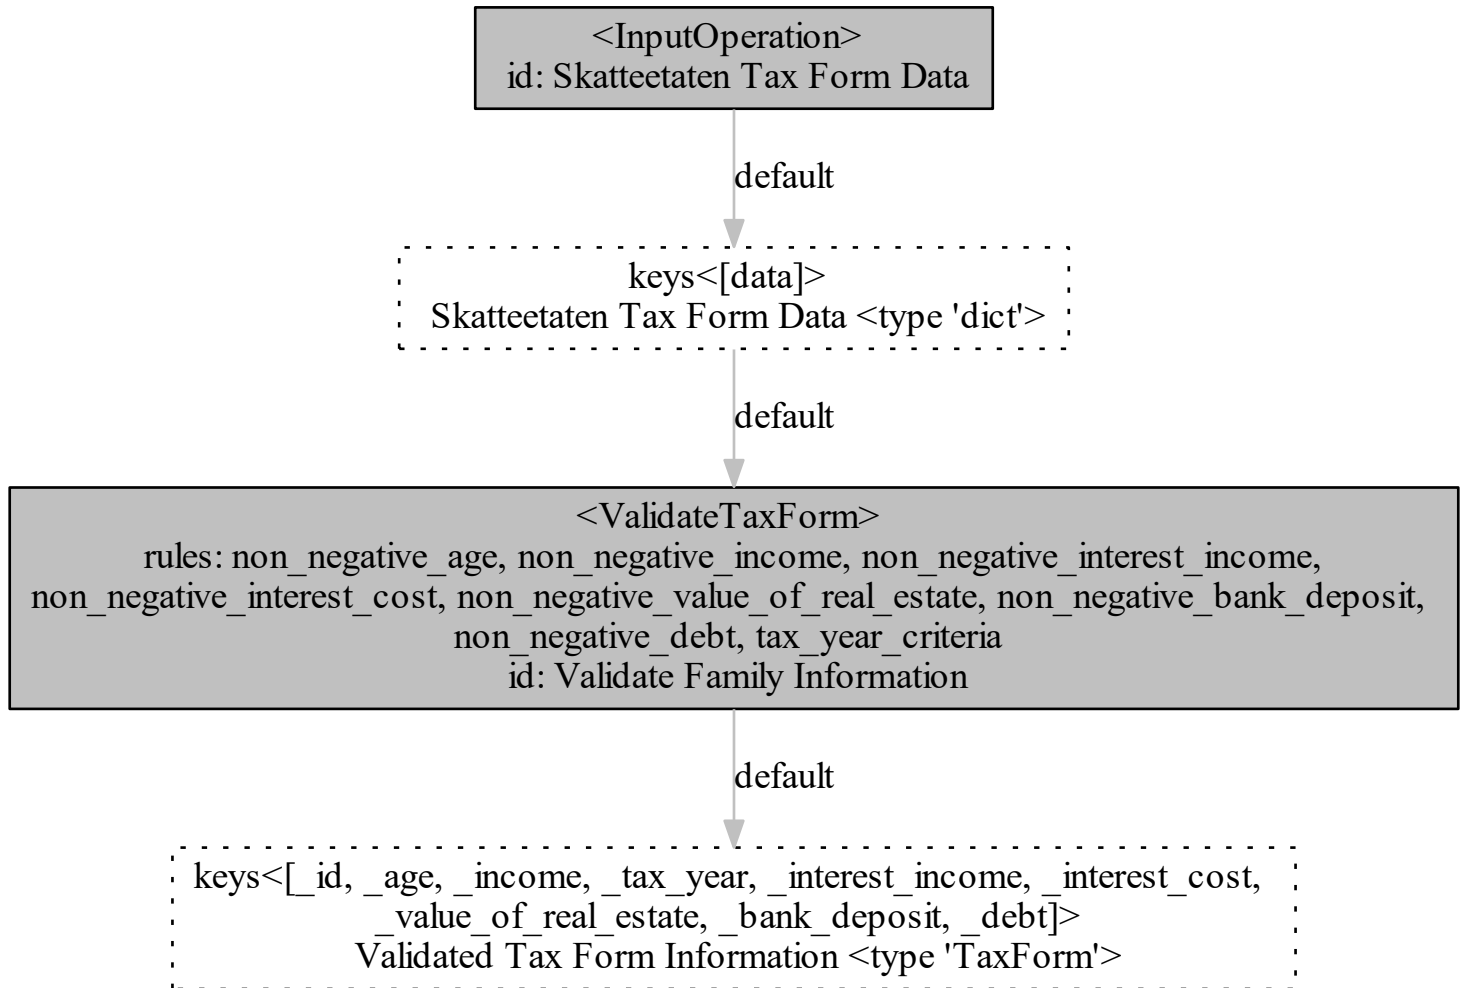 <InputOperation>
id: Skatteetaten Tax Form Data
default
keys<[data]>
Skatteetaten Tax Form Data <type 'dict'>
default
<ValidateTaxForm>
rules: non_negative_age, non_negative_income, non_negative_interest_income,
non_negative_interest_cost, non_negative_value_of_real_estate, non_negative_bank_deposit,
non_negative_debt, tax_year_criteria
id: Validate Family Information
default
keys<[_id, _age, _income, _tax_year, _interest_income, _interest_cost,
_value_of_real_estate, _bank_deposit, _debt]>
Validated Tax Form Information <type 'TaxForm'>